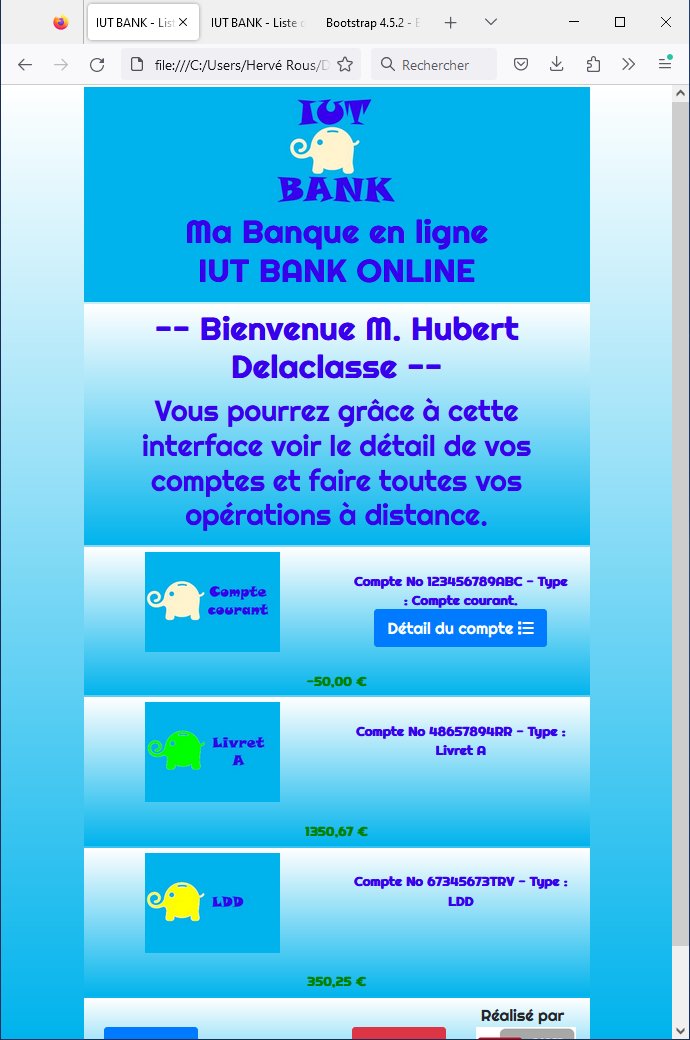 IUT BANK - List
IUT BANK - Liste
Bootstrap 4.5.2 -
file:///C:/Users/Hervé Rous/D
Rechercher
IUT
BANK
Ma Banque en ligne
IUT BANK ONLINE
-- Bienvenue M. Hubert
Delaclasse --
Vous pourrez grâce à cette
interface voir le détail de vos
comptes et faire toutes vos
opérations à distance.
Compte
courant
Compte No 123456789ABC - Type
: Compte courant.
Détail du compte
-50,00 €
Livret
A
Compte No 48657894RR - Type :
Livret A
1350,67 €
LDD
Compte No 67345673TRV - Type :
LDD
350,25 €
Réalisé par